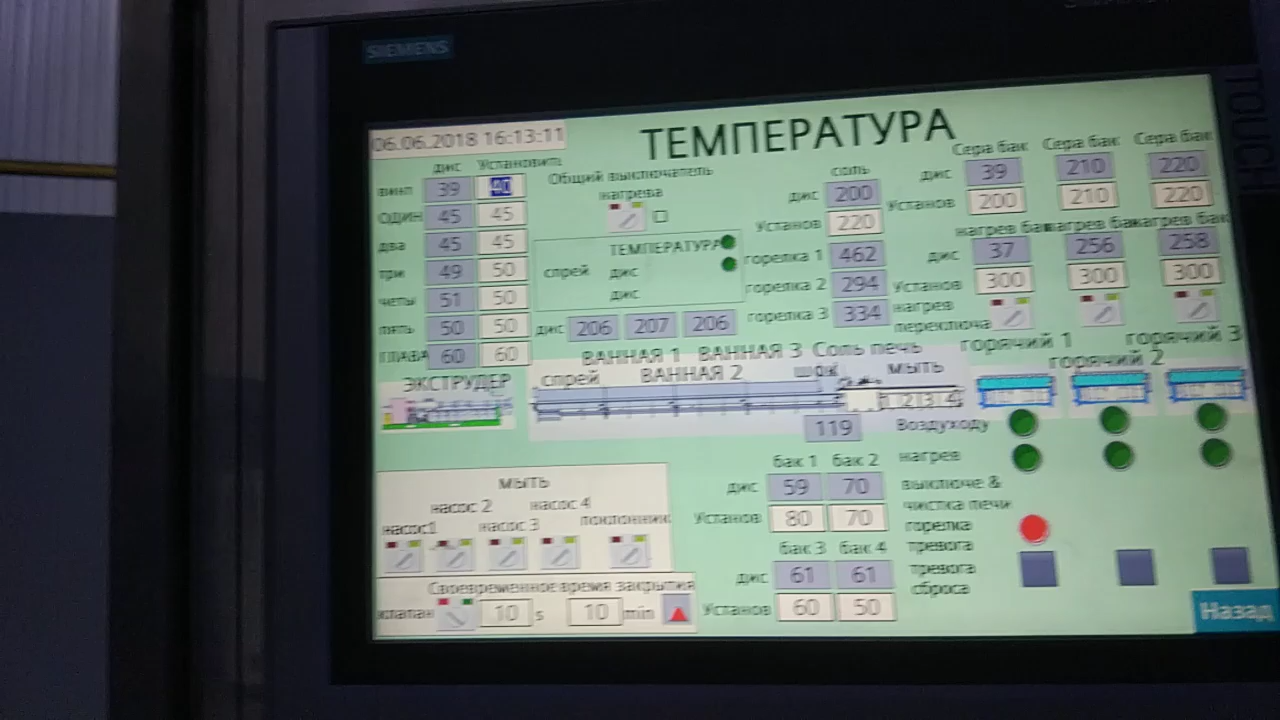 SIEMENS
TOUCH
06.06.2018 16:13:11
ТЕМПЕРАТУРА
дис Установить
винт 39 40
ОДИН 45 45
два 45 45
три 49 50
четы 51 50
пять 50 50
ГЛАВА 60 60
ЭКСТРУДЕР
Общий выключатель
нагрева
ТЕМПЕРАТУРА
спрей дис
дис
дис 206 207 206
соль
дис 200
Установ 220
горелка 1 462
горелка 2 294
горелка 3 334
Сера бак Сера бак Сера бак
дис 39 210 220
Установ 200 210 220
нагрев бак нагрев бак нагрев бак
дис 37 256 258
Установ 300 300 300
нагрев
переключа
ВАННАЯ 1 ВАННАЯ 3 Соль печь
спрей ВАННАЯ 2 шок МЫТЬ
1 2 3 4
119
горячий 1 горячий 2 горячий 3
Воздуходу
нагрев
выключе &
чистка печи
горелка
тревога
тревога
сброса
МЫТЬ
насос 2 насос 4
насос1 насос 3 поклонник
Своевременное время закрытия
клапан 10 s 10 min
бак 1 бак 2
дис 59 70
Установ 80 70
бак 3 бак 4
дис 61 61
Установ 60 50
Назад